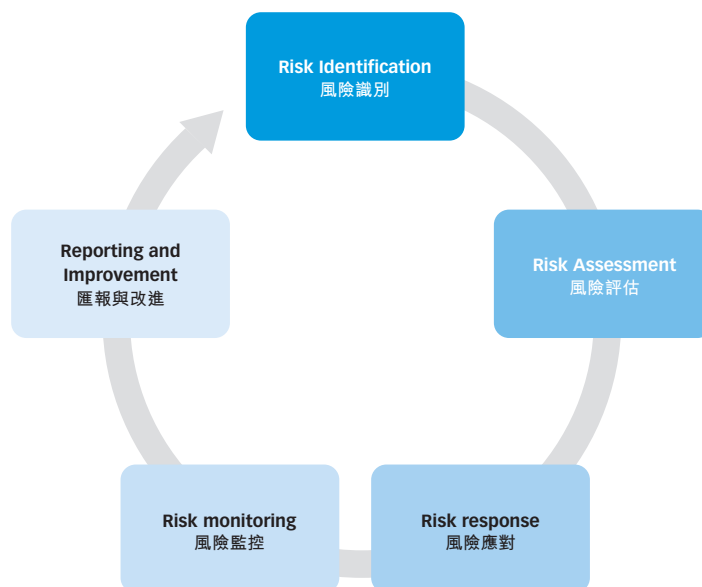 Risk Identification
風險識別
Risk Assessment
風險評估
Risk response
風險應對
Risk monitoring
風險監控
Reporting and
Improvement
匯報與改進